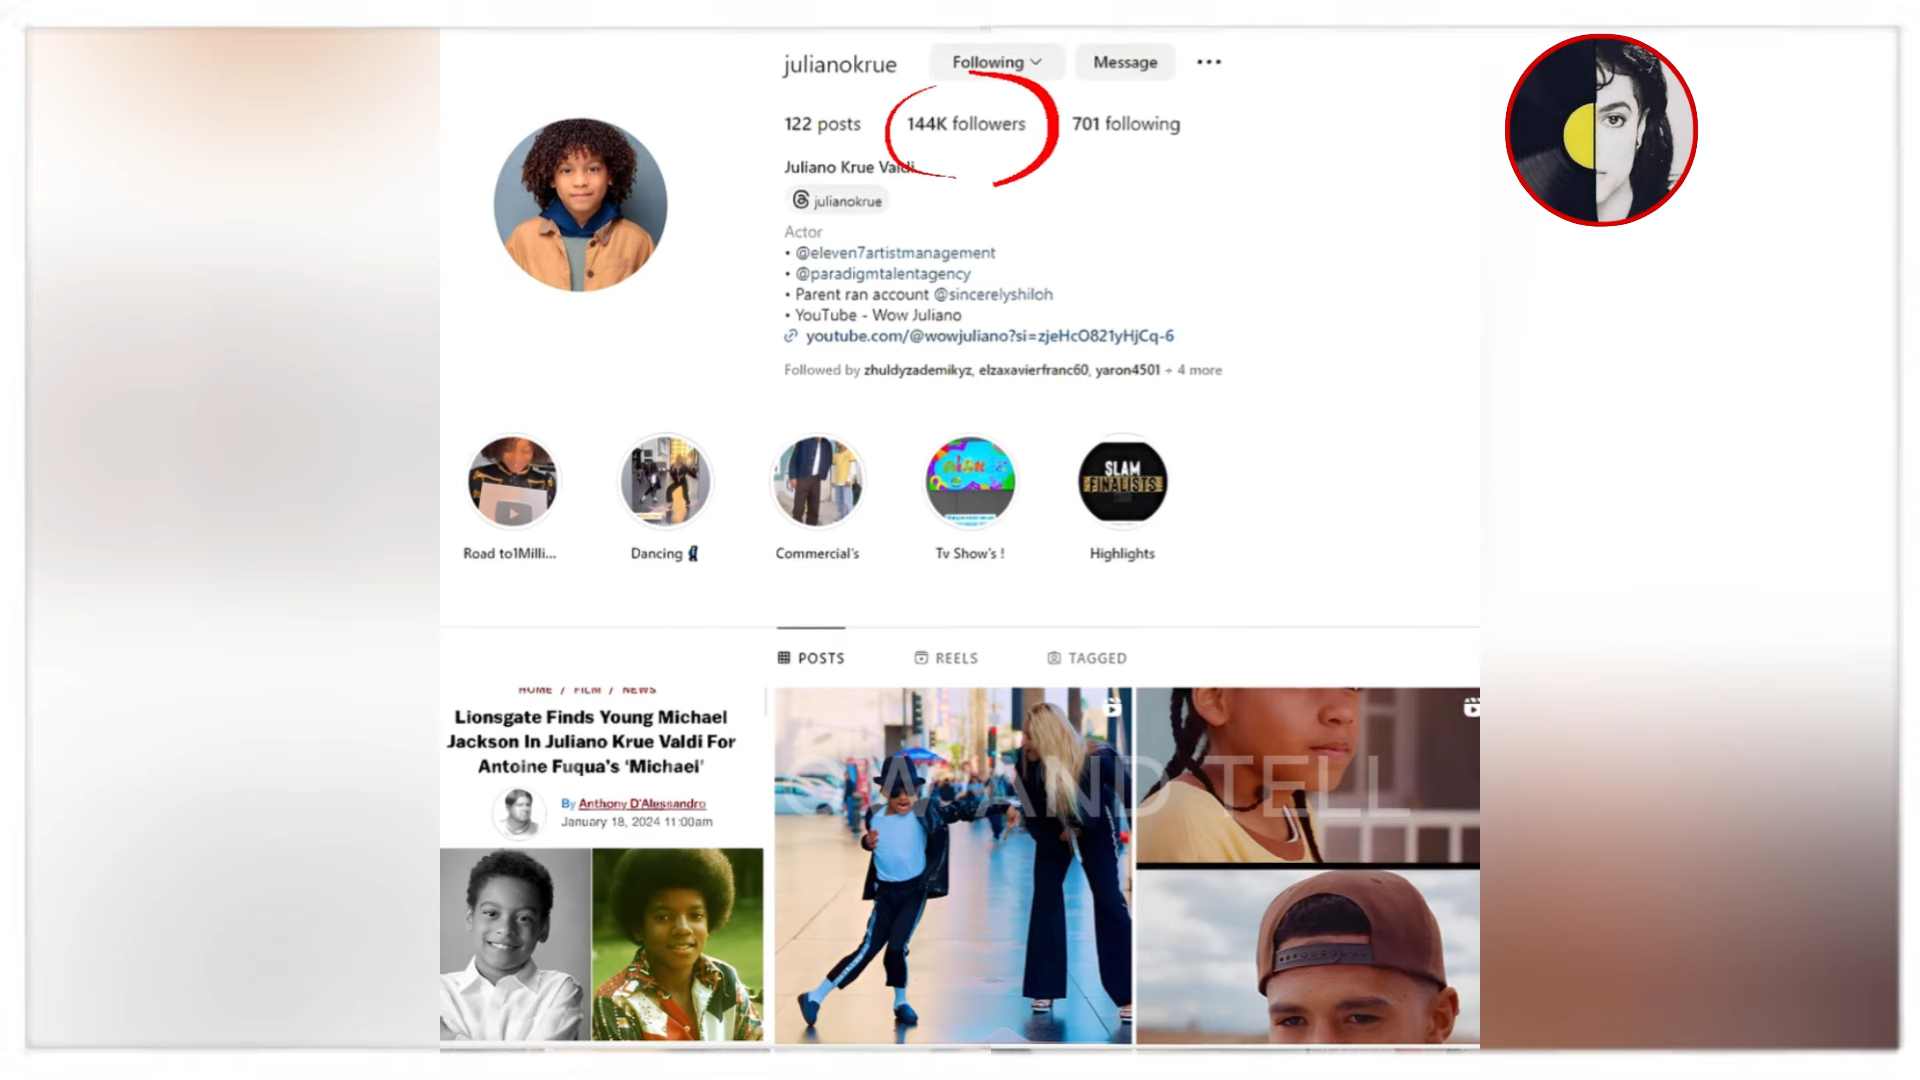 julianokrue Following Message
122 posts 144K followers 701 following
Juliano Krue Valdi
julianokrue
Actor
• @eleven7artistmanagement
• @paradigmtalentagency
• Parent ran account @sincerelyshiloh
• YouTube - Wow Juliano
youtube.com/@wowjuliano?si=zjeHcO821yHjCq-6
Followed by zhuldyzademikyz, elzaxavierfranc60, yaron4501 + 4 more
SLAM
FINALISTS
Road to1Milli... Dancing Commercial's Tv Show's ! Highlights
POSTS REELS TAGGED
HOME / FILM / NEWS
Lionsgate Finds Young Michael
Jackson In Juliano Krue Valdi For
Antoine Fuqua's 'Michael'
By Anthony D'Alessandro
January 18, 2024 11:00am
OW AND TELL